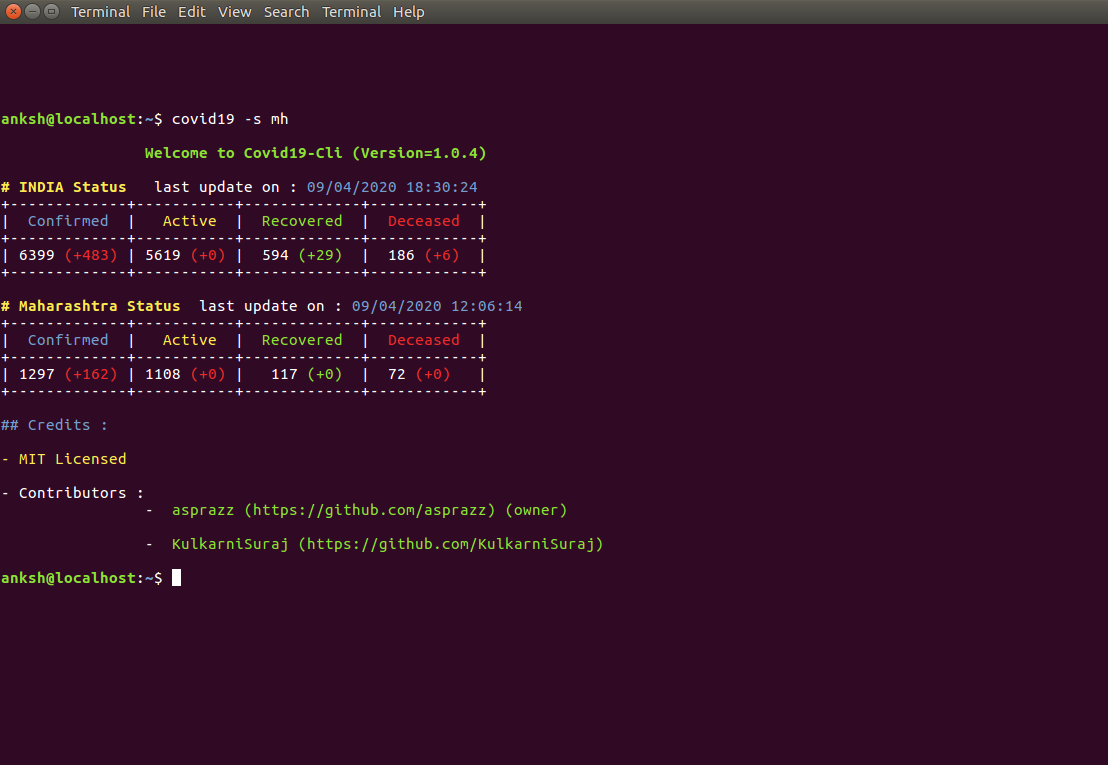 Terminal File Edit View Search Terminal Help
anksh@localhost:~$ covid19 -s mh
Welcome to Covid19-Cli (Version=1.0.4)
# INDIA Status   last update on : 09/04/2020 18:30:24
+-------------+-----------+-------------+------------+
|  Confirmed  |   Active  |  Recovered  |  Deceased  |
+-------------+-----------+-------------+------------+
| 6399 (+483) | 5619 (+0) |  594 (+29)  |  186 (+6)  |
+-------------+-----------+-------------+------------+
# Maharashtra Status  last update on : 09/04/2020 12:06:14
+-------------+-----------+-------------+------------+
|  Confirmed  |   Active  |  Recovered  |  Deceased  |
+-------------+-----------+-------------+------------+
| 1297 (+162) | 1108 (+0) |   117 (+0)  |  72 (+0)   |
+-------------+-----------+-------------+------------+
## Credits :
- MIT Licensed
- Contributors :
-  asprazz (https://github.com/asprazz) (owner)
-  KulkarniSuraj (https://github.com/KulkarniSuraj)
anksh@localhost:~$